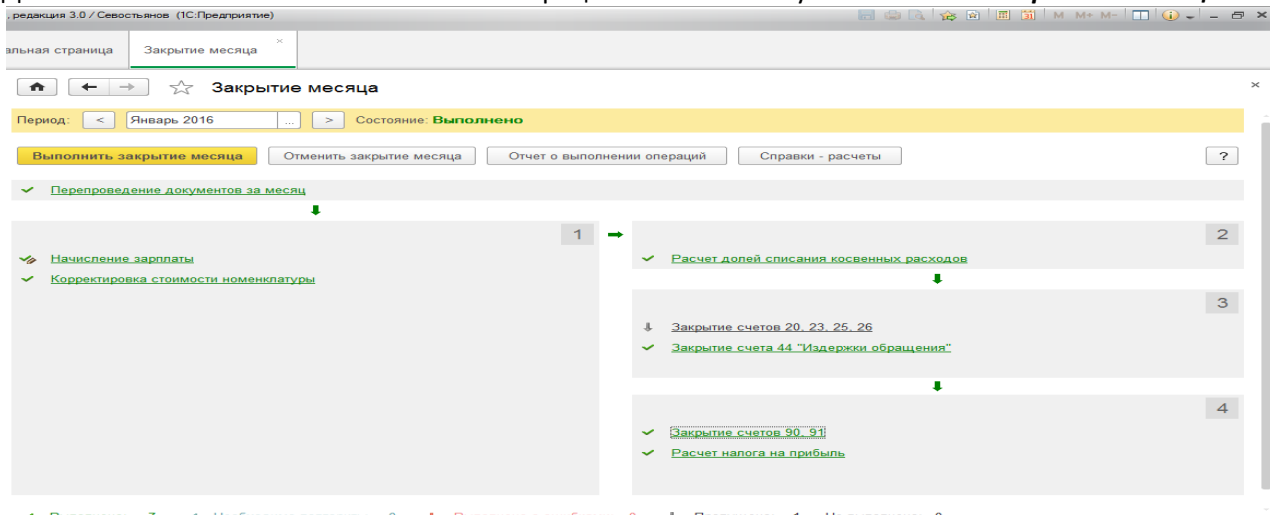 , редакция 3.0 / Севостьянов (1С:Предприятие)
M M+ M-
альная страница
Закрытие месяца
Закрытие месяца
Период: < Январь 2016 ... > Состояние: Выполнено
Выполнить закрытие месяца Отменить закрытие месяца Отчет о выполнении операций Справки - расчеты ?
Перепроведение документов за месяц
1
Начисление зарплаты
Корректировка стоимости номенклатуры
2
Расчет долей списания косвенных расходов
3
Закрытие счетов 20, 23, 25, 26
Закрытие счета 44 "Издержки обращения"
4
Закрытие счетов 90, 91
Расчет налога на прибыль